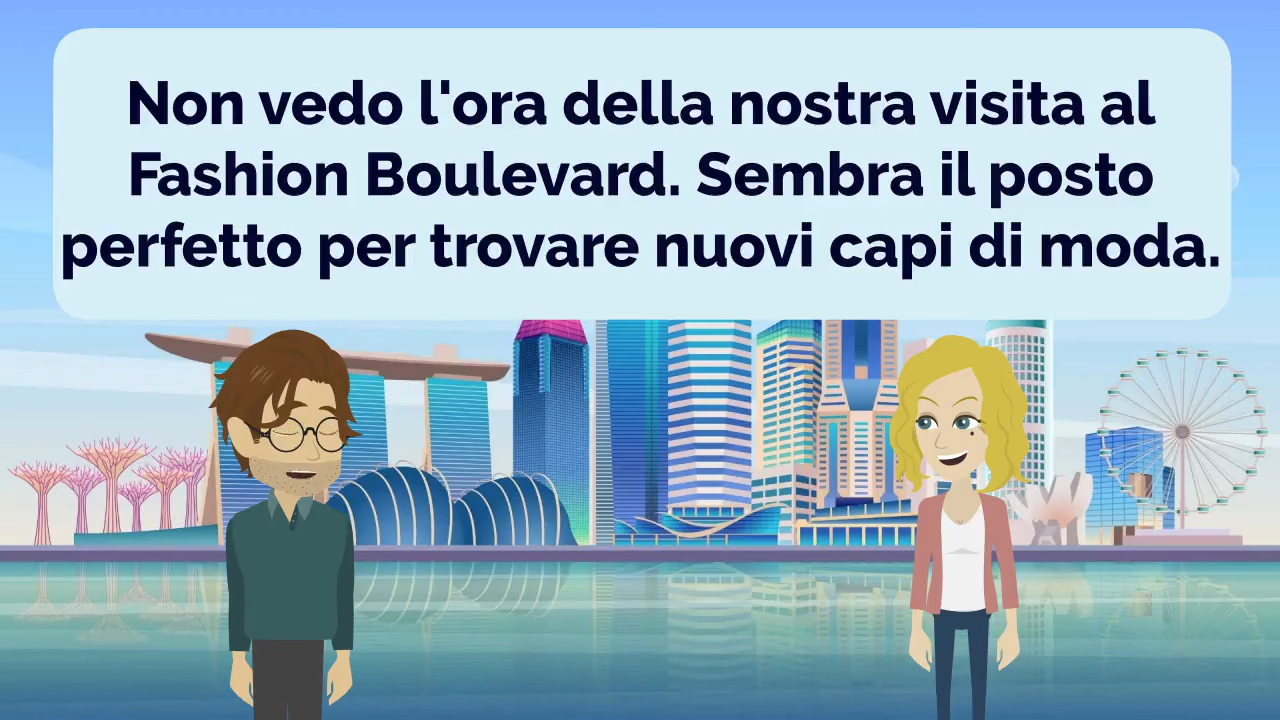 Non vedo l'ora della nostra visita al
Fashion Boulevard. Sembra il posto
perfetto per trovare nuovi capi di moda.